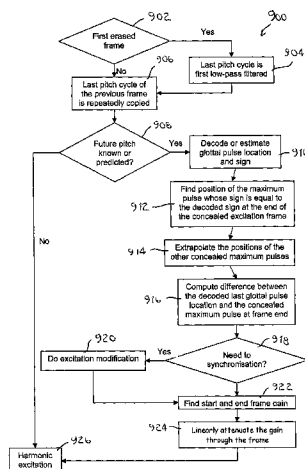 902
900
First erased
frame
Yes
904
No
906
Last pitch cycle is
first low-pass filtered
Last pitch cycle of
the previous frame
is repeatedly copied
908
Future pitch
known or
predicted?
Yes
Decode or estimate
glottal pulse location
and sign
910
No
912
Find position of the maximum
pulse whose sign is equal to
the decoded sign at the end of
the concealed excitation frame
914
Extrapolate the positions of the
other concealed maximum pulses
916
Compute difference between
the decoded last glottal pulse
location and the concealed
maximum pulse at frame end
918
920
Yes
Need to
synchronisation?
Do excitation modification
No
922
Find start and end frame gain
924
Linearly attenuate the gain
through the frame
926
Harmonic
excitation